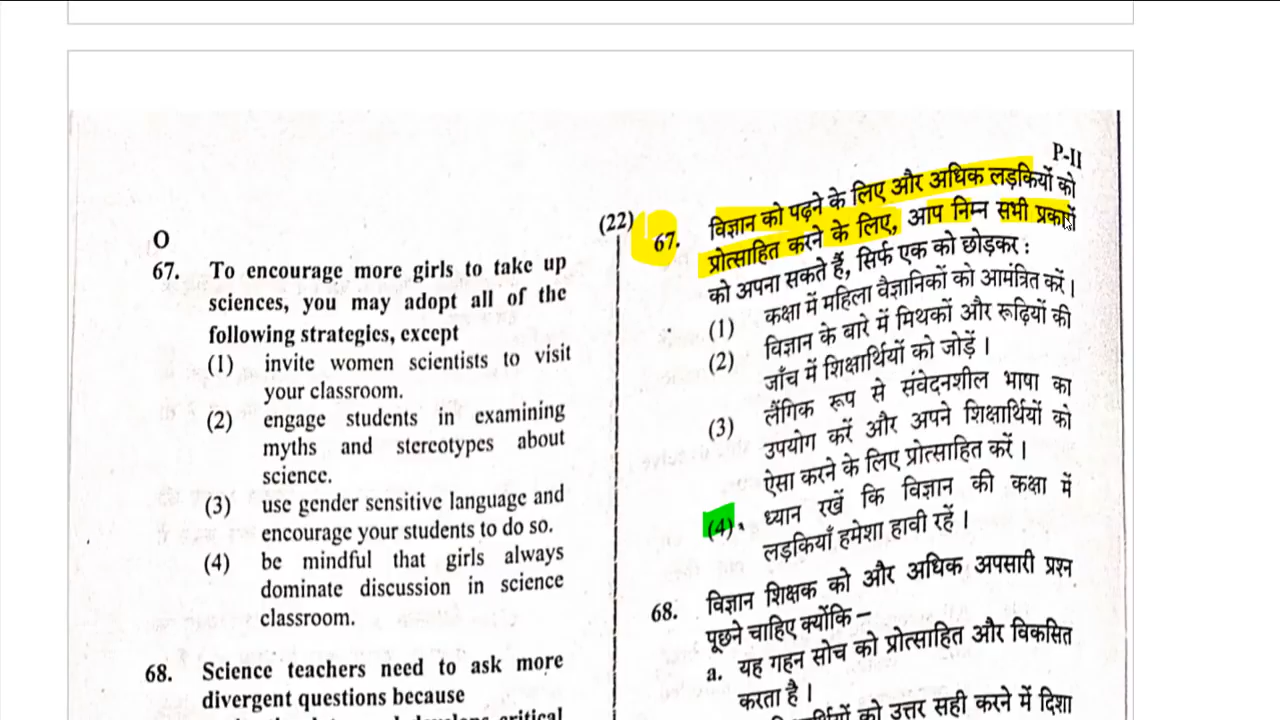 P-II
(22)
O
67. To encourage more girls to take up
sciences, you may adopt all of the
following strategies, except
(1) invite women scientists to visit
your classroom.
(2) engage students in examining
myths and stereotypes about
science.
(3) use gender sensitive language and
encourage your students to do so.
(4) be mindful that girls always
dominate discussion in science
classroom.
68. Science teachers need to ask more
divergent questions because
67. विज्ञान को पढ़ने के लिए और अधिक लड़कियों को
प्रोत्साहित करने के लिए, आप निम्न सभी प्रकारों
को अपना सकते हैं, सिर्फ एक को छोड़कर :
(1) कक्षा में महिला वैज्ञानिकों को आमंत्रित करें।
(2) विज्ञान के बारे में मिथकों और रूढ़ियों की
जाँच में शिक्षार्थियों को जोड़ें ।
(3) लैंगिक रूप से संवेदनशील भाषा का
उपयोग करें और अपने शिक्षार्थियों को
ऐसा करने के लिए प्रोत्साहित करें ।
(4) ध्यान रखें कि विज्ञान की कक्षा में
लड़कियाँ हमेशा हावी रहें ।
68. विज्ञान शिक्षक को और अधिक अपसारी प्रश्न
पूछने चाहिए क्योंकि –
a. यह गहन सोच को प्रोत्साहित और विकसित
करता है ।
को उत्तर सही करने में दिशा